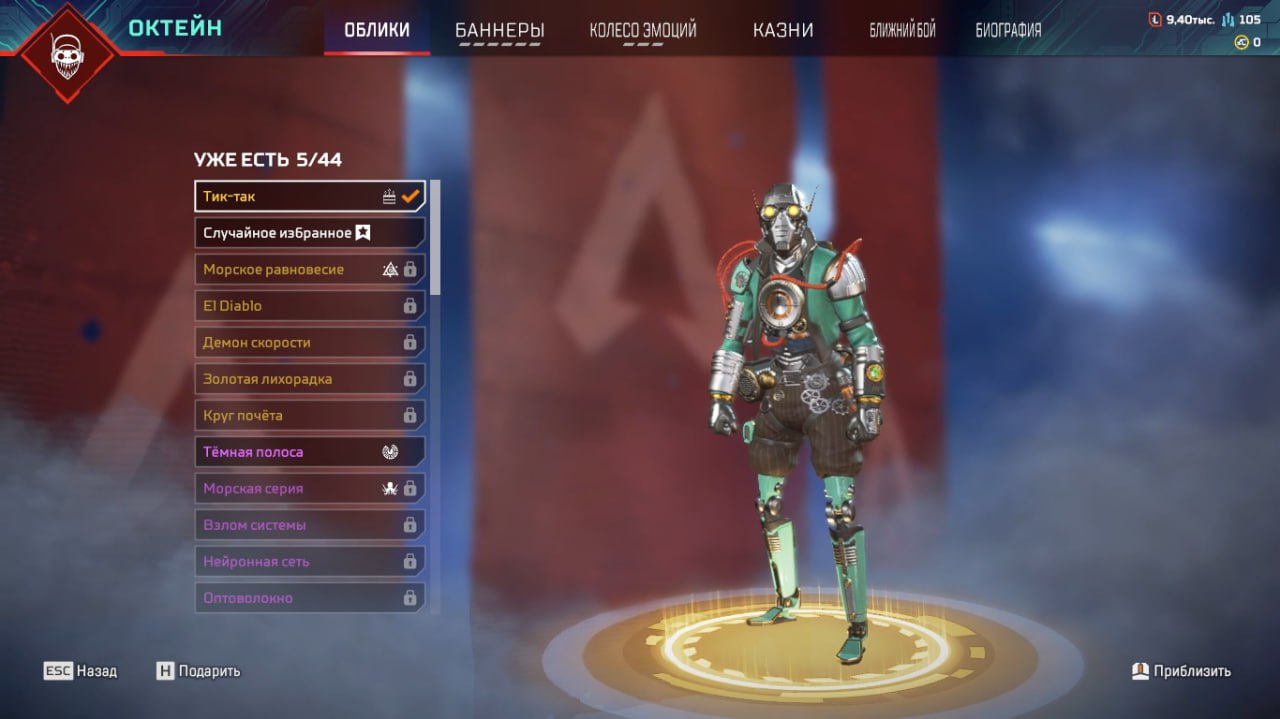 ОКТЕЙН
ОБЛИКИ
БАННЕРЫ
КОЛЕСО ЭМОЦИЙ
КАЗНИ
БЛИЖНИЙ БОЙ
БИОГРАФИЯ
9,40тыс. 105
0
УЖЕ ЕСТЬ 5/44
Тик-так
Случайное избранное
Морское равновесие
El Diablo
Демон скорости
Золотая лихорадка
Круг почёта
Тёмная полоса
Морская серия
Взлом системы
Нейронная сеть
Оптоволокно
ESC Назад
H Подарить
Приблизить